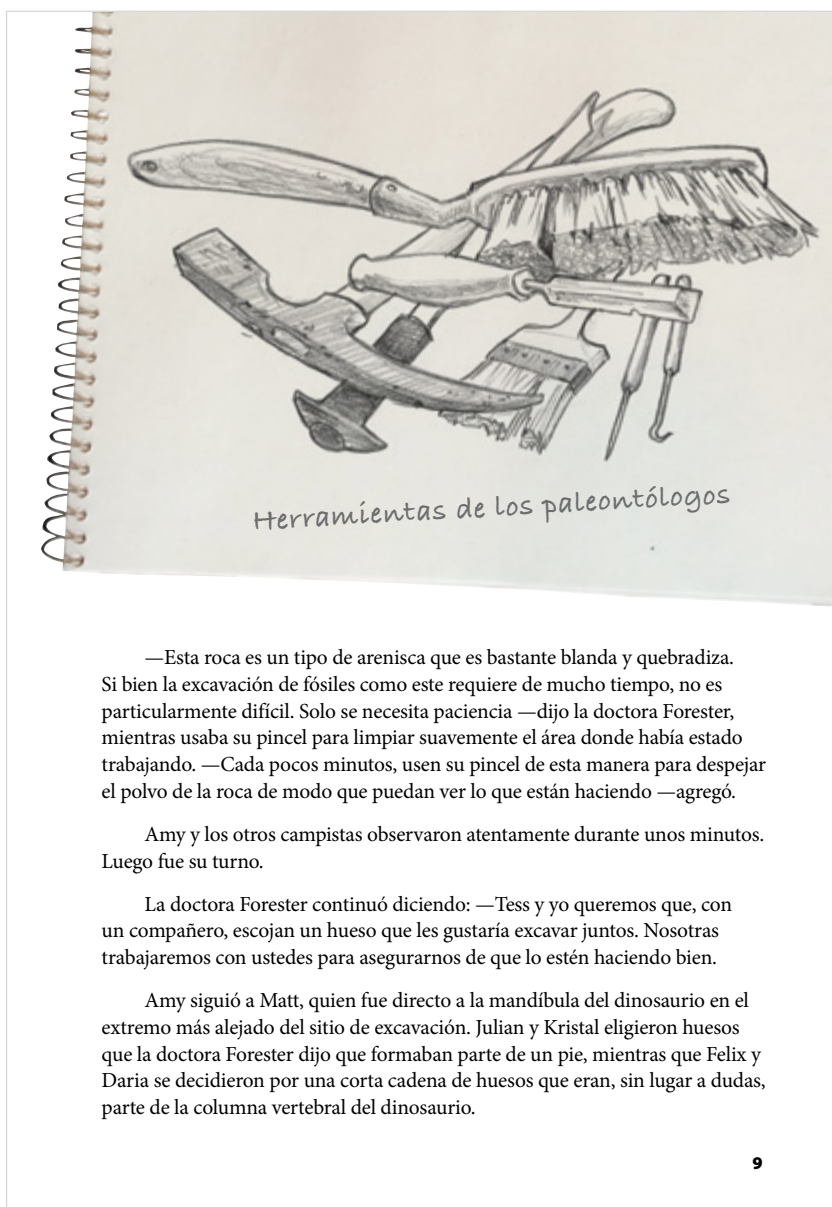 Herramientas de los paleontólogos
—Esta roca es un tipo de arenisca que es bastante blanda y quebradiza.
Si bien la excavación de fósiles como este requiere de mucho tiempo, no es
particularmente difícil. Solo se necesita paciencia —dijo la doctora Forester,
mientras usaba su pincel para limpiar suavemente el área donde había estado
trabajando. —Cada pocos minutos, usen su pincel de esta manera para despejar
el polvo de la roca de modo que puedan ver lo que están haciendo —agregó.
Amy y los otros campistas observaron atentamente durante unos minutos.
Luego fue su turno.
La doctora Forester continuó diciendo: —Tess y yo queremos que, con
un compañero, escojan un hueso que les gustaría excavar juntos. Nosotras
trabajaremos con ustedes para asegurarnos de que lo estén haciendo bien.
Amy siguió a Matt, quien fue directo a la mandíbula del dinosaurio en el
extremo más alejado del sitio de excavación. Julian y Kristal eligieron huesos
que la doctora Forester dijo que formaban parte de un pie, mientras que Felix y
Daria se decidieron por una corta cadena de huesos que eran, sin lugar a dudas,
parte de la columna vertebral del dinosaurio.
9